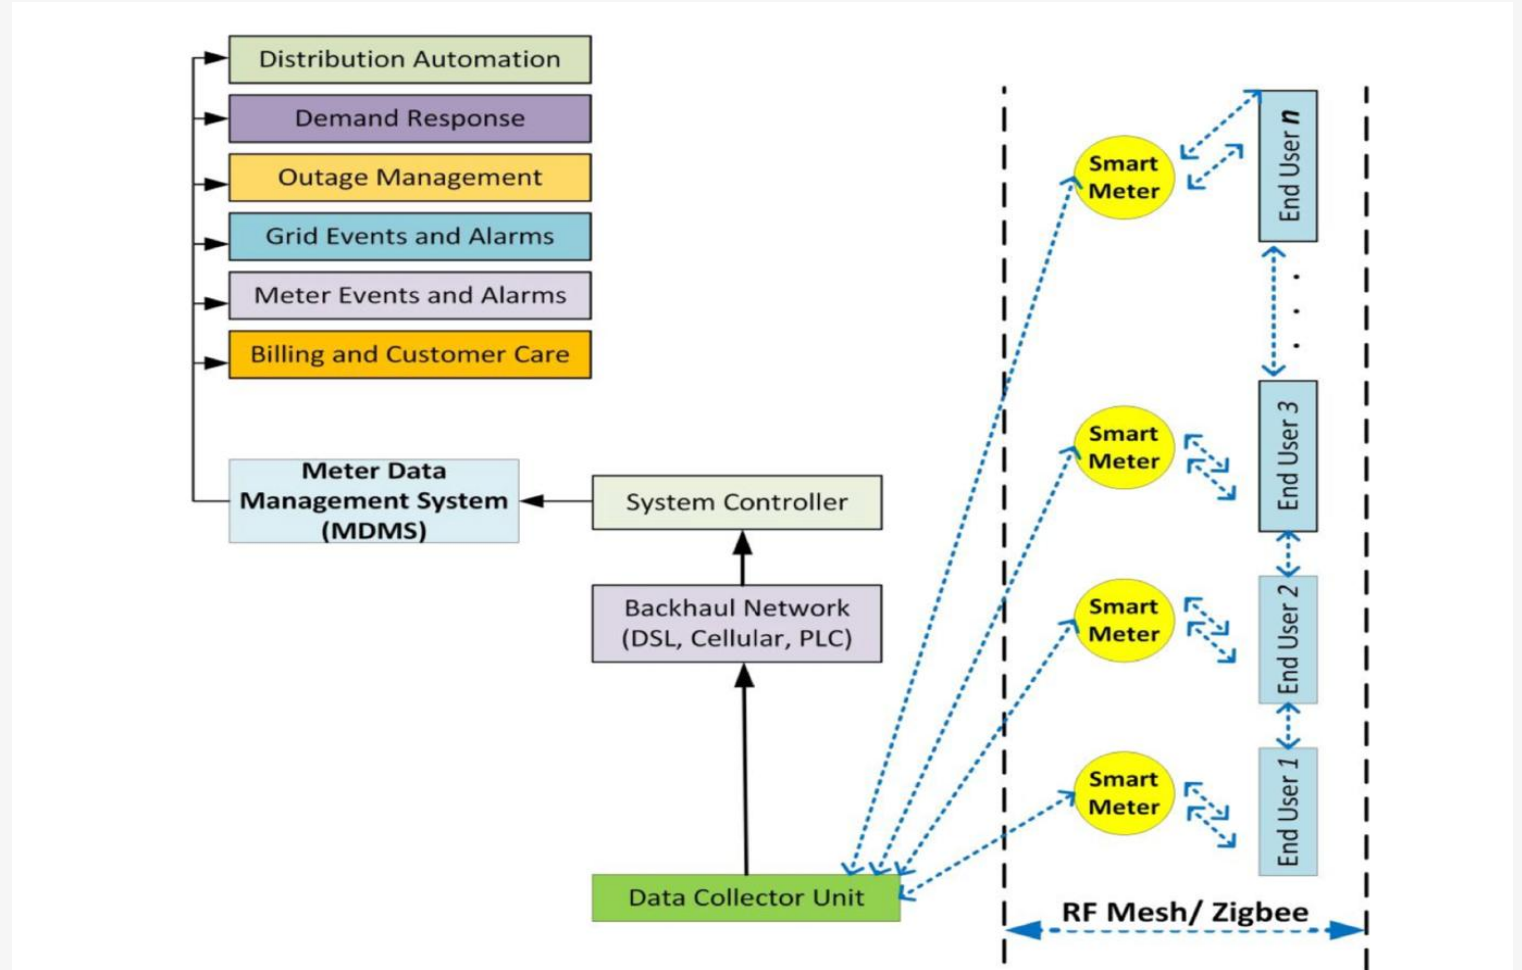 Distribution Automation
Demand Response
Outage Management
Grid Events and Alarms
Meter Events and Alarms
Billing and Customer Care
Meter Data
Management System
(MDMS)
System Controller
Backhaul Network
(DSL, Cellular, PLC)
Data Collector Unit
Smart
Meter
End User n
Smart
Meter
End User 3
Smart
Meter
End User 2
Smart
Meter
End User 1
RF Mesh/ Zigbee